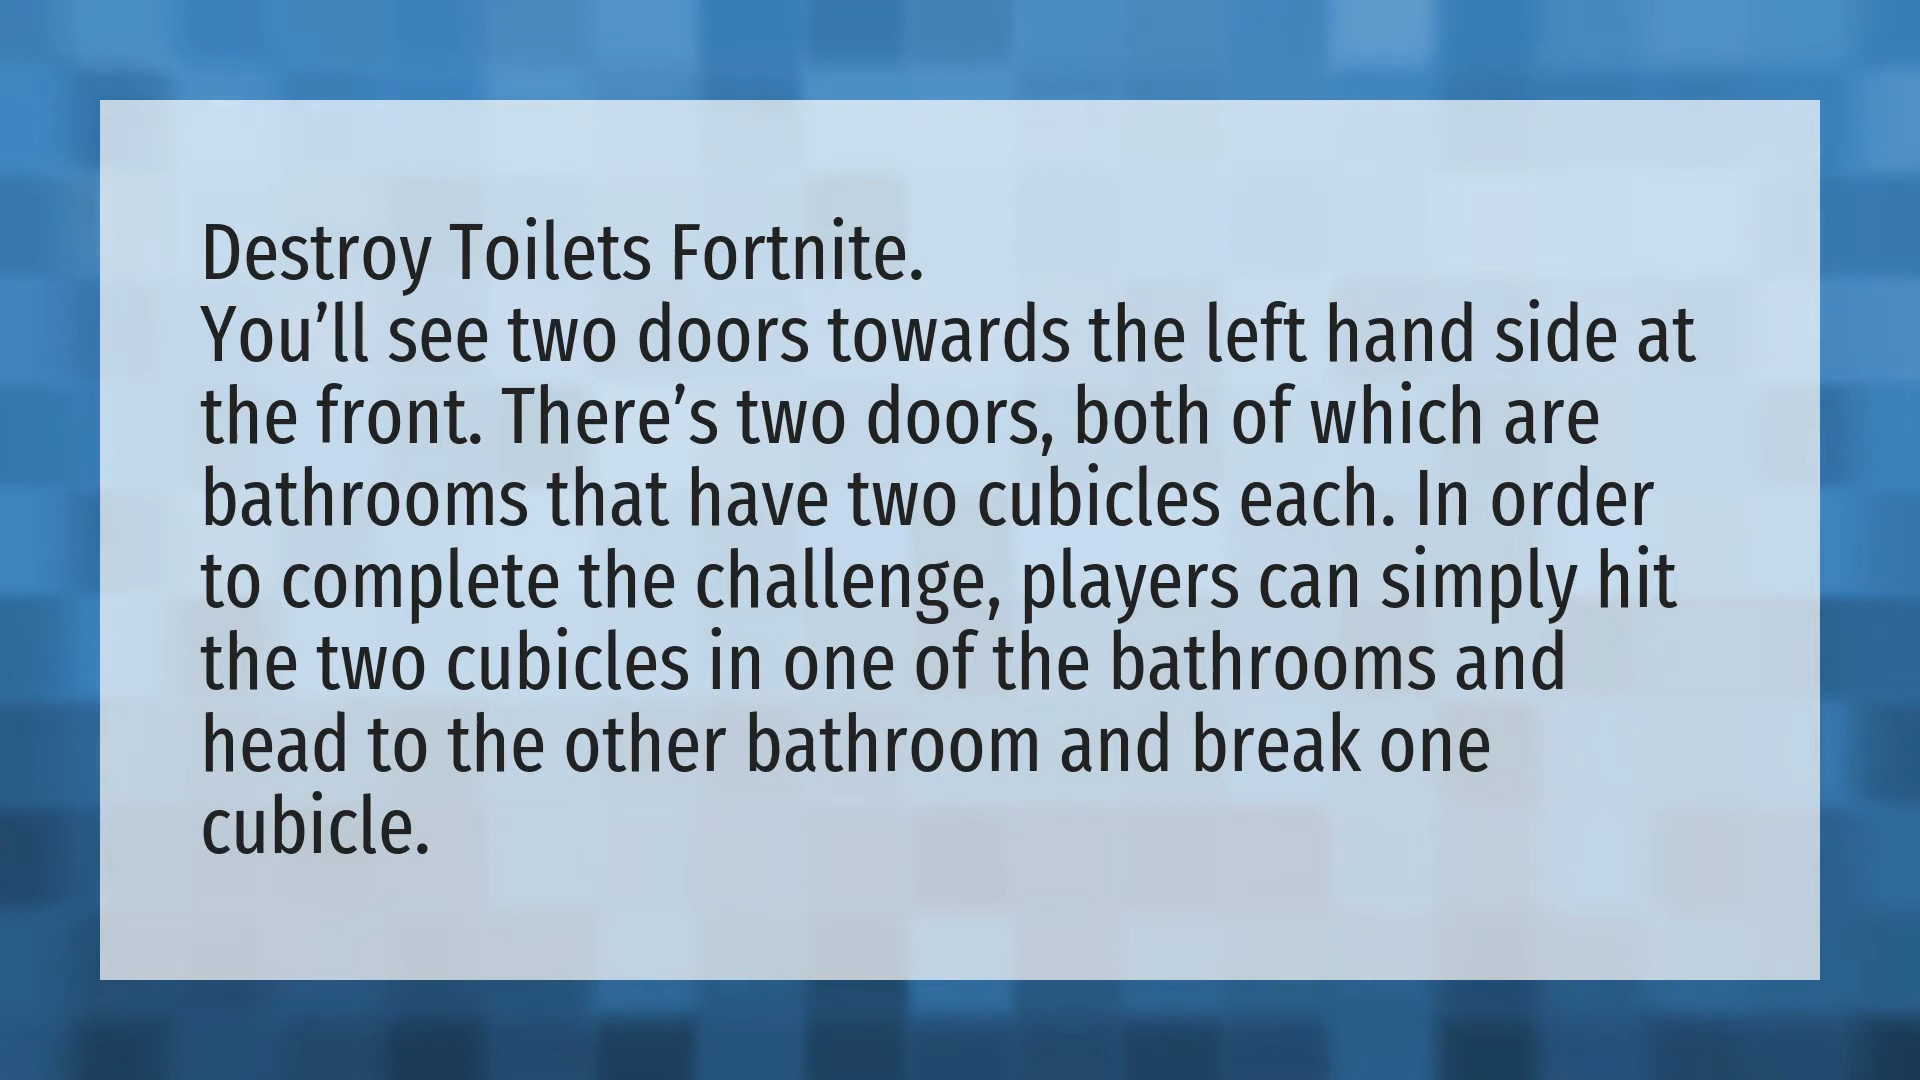 Destroy Toilets Fortnite.
You’ll see two doors towards the left hand side at
the front. There’s two doors, both of which are
bathrooms that have two cubicles each. In order
to complete the challenge, players can simply hit
the two cubicles in one of the bathrooms and
head to the other bathroom and break one
cubicle.